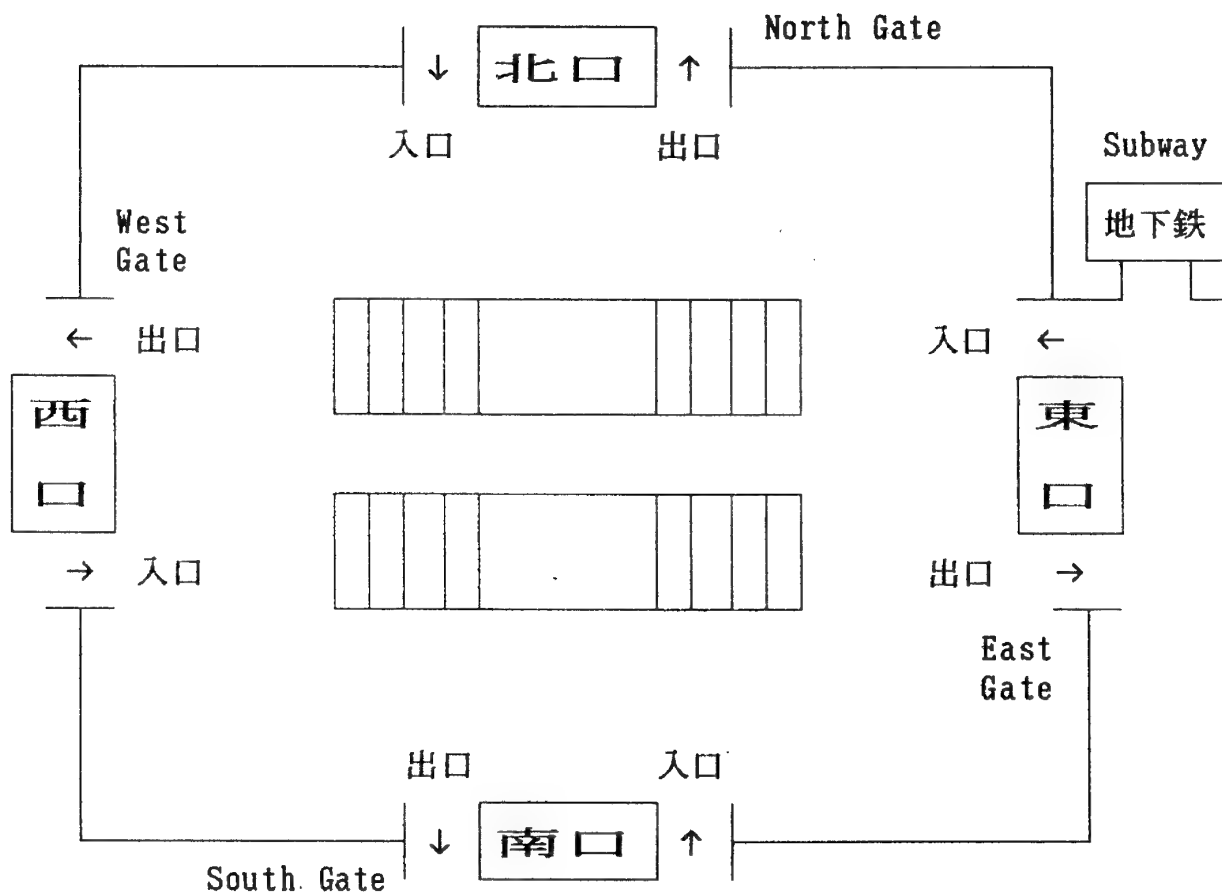 North Gate
↓ 北口 ↑
入口 出口
Subway
地下鉄
West
Gate
← 出口
入口 ←
西
口
東
口
→ 入口
出口 →
East
Gate
出口 入口
↓ 南口 ↑
South Gate